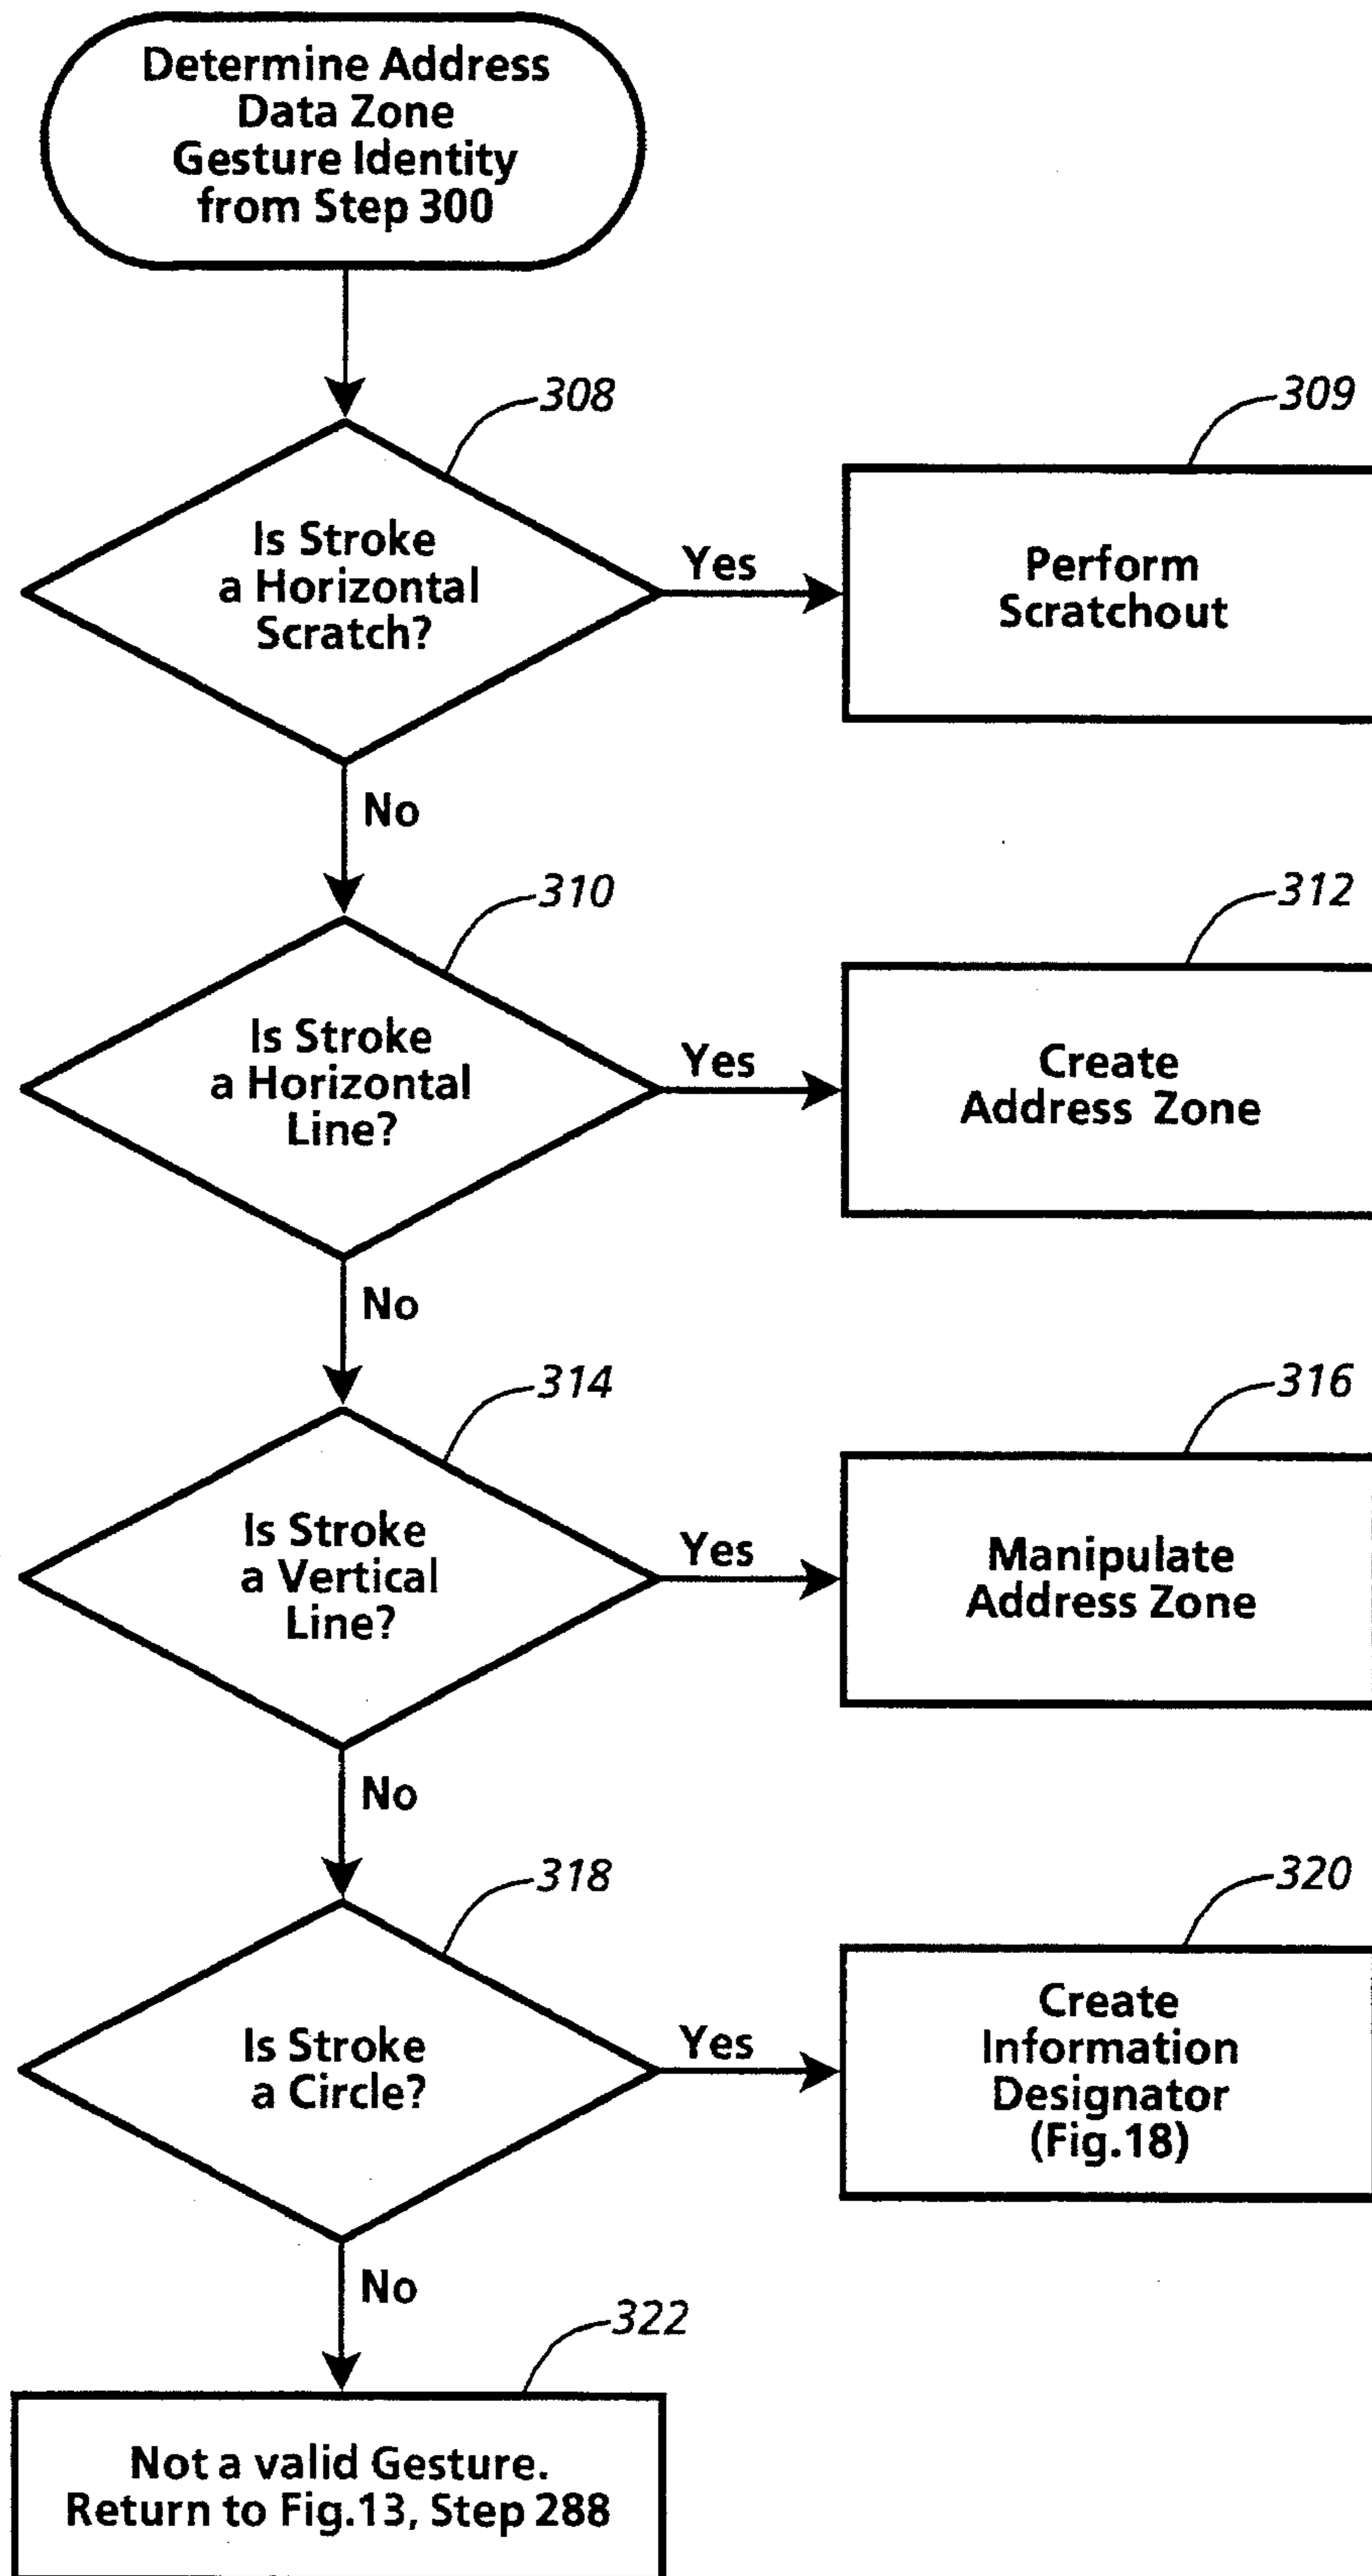 Determine Address
Data Zone
Gesture Identity
from Step 300
308
Is Stroke
a Horizontal
Scratch?
Yes
309
Perform
Scratchout
No
310
Is Stroke
a Horizontal
Line?
Yes
312
Create
Address Zone
No
314
Is Stroke
a Vertical
Line?
Yes
316
Manipulate
Address Zone
No
318
Is Stroke
a Circle?
Yes
320
Create
Information
Designator
(Fig.18)
No
322
Not a valid Gesture.
Return to Fig.13, Step 288